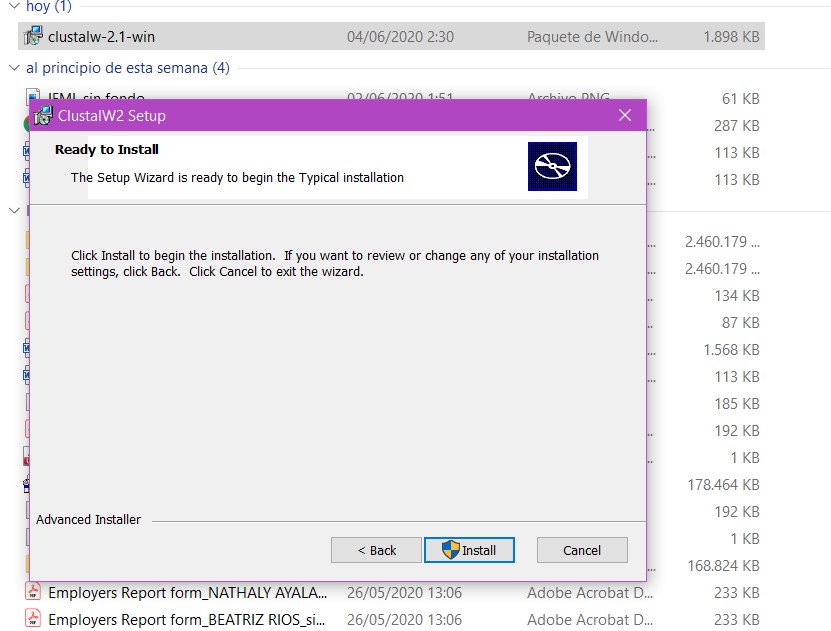 hoy (1)
clustalw-2.1-win 04/06/2020 2:30 Paquete de Windo... 1.898 KB
al principio de esta semana (4)
IEMI sin fondo 02/06/2020 1:51 Archivo PNG 61 KB
ClustalW2 Setup
287 KB
Ready to Install
113 KB
The Setup Wizard is ready to begin the Typical installation
113 KB
2.460.179 ...
Click Install to begin the installation. If you want to review or change any of your installation
settings, click Back. Click Cancel to exit the wizard.
2.460.179 ...
134 KB
87 KB
1.568 KB
113 KB
185 KB
192 KB
1 KB
178.464 KB
192 KB
Advanced Installer
1 KB
< Back Install Cancel
168.824 KB
Employers Report form_NATHALY AYALA... 26/05/2020 13:06 Adobe Acrobat D... 233 KB
Employers Report form_BEATRIZ RIOS_si... 26/05/2020 13:06 Adobe Acrobat D... 233 KB